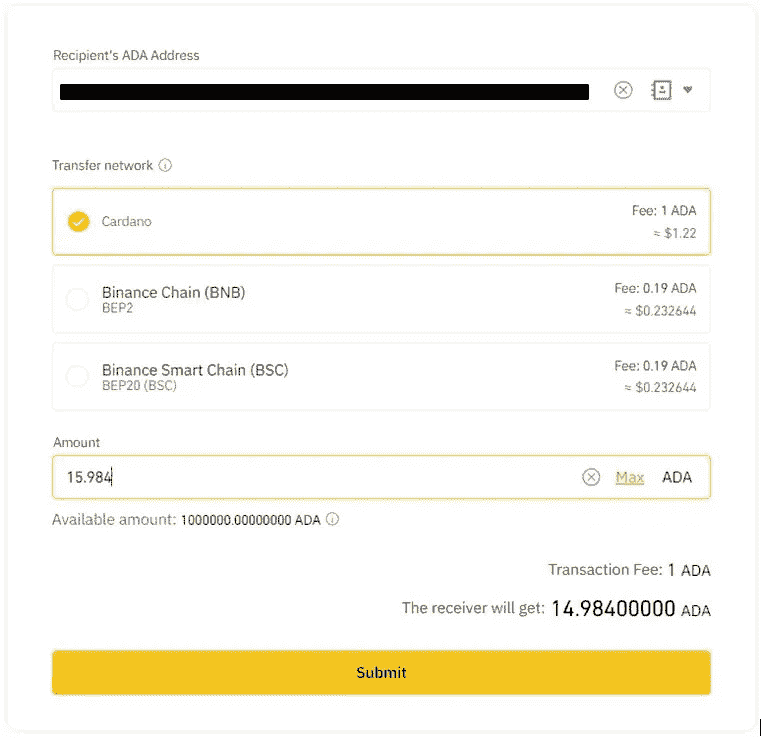 Recipient's ADA Address
Transfer network
Cardano
Fee: 1 ADA
≈ $1.22
Binance Chain (BNB)
BEP2
Fee: 0.19 ADA
≈ $0.232644
Binance Smart Chain (BSC)
BEP20 (BSC)
Fee: 0.19 ADA
≈ $0.232644
Amount
15.984 Max ADA
Available amount: 1000000.00000000 ADA
Transaction Fee: 1 ADA
The receiver will get: 14.98400000 ADA
Submit